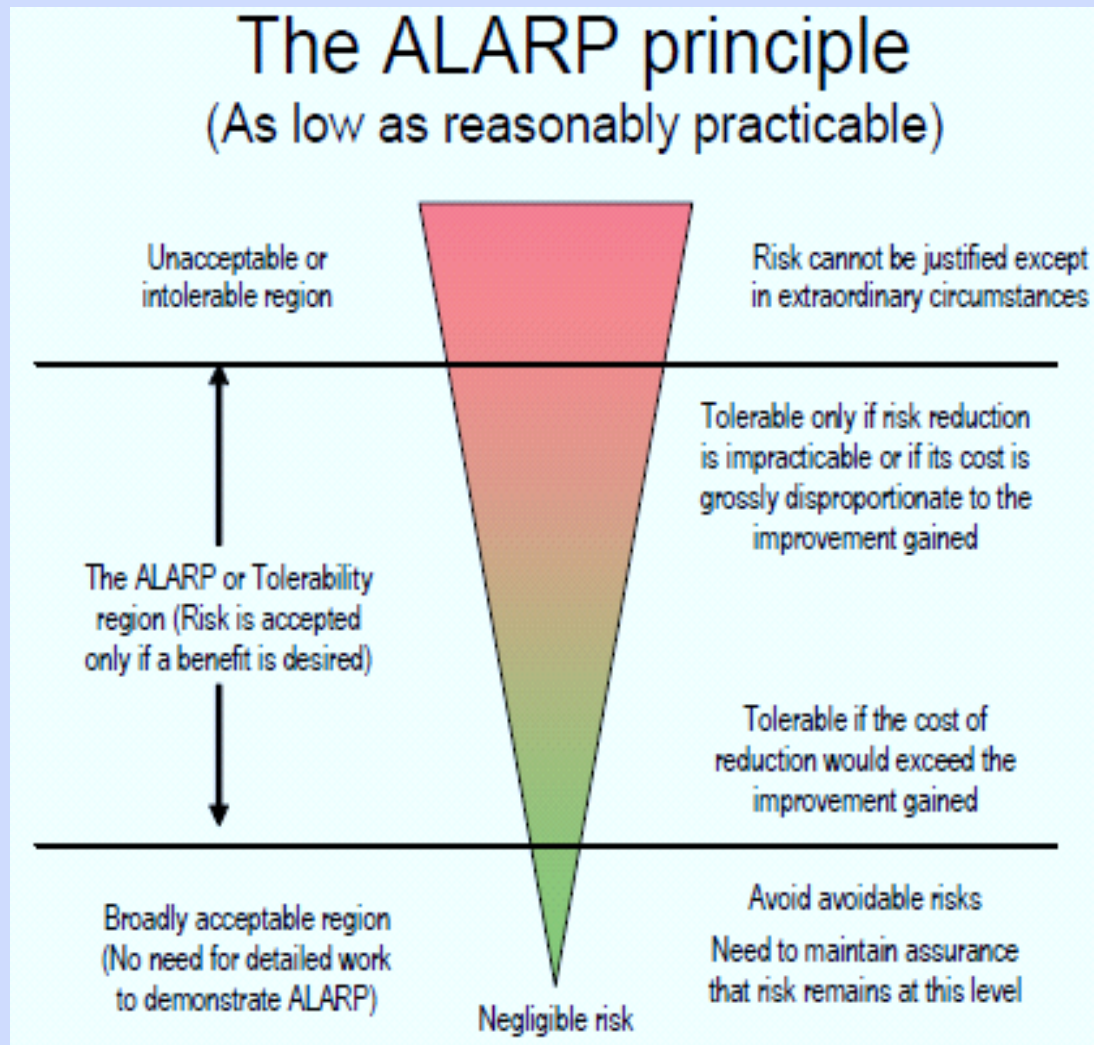 The ALARP principle
(As low as reasonably practicable)
Unacceptable or
intolerable region
Risk cannot be justified except
in extraordinary circumstances
Tolerable only if risk reduction
is impracticable or if its cost is
grossly disproportionate to the
improvement gained
The ALARP or Tolerability
region (Risk is accepted
only if a benefit is desired)
Tolerable if the cost of
reduction would exceed the
improvement gained
Broadly acceptable region
(No need for detailed work
to demonstrate ALARP)
Avoid avoidable risks
Need to maintain assurance
that risk remains at this level
Negligible risk